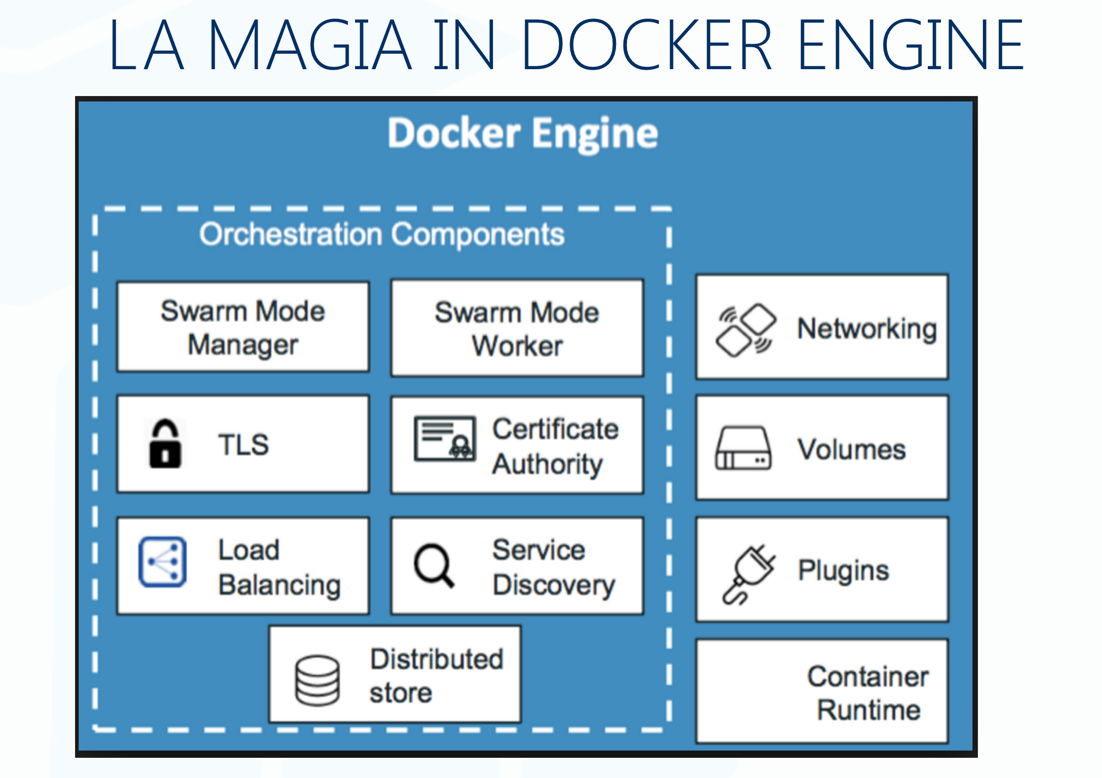 LA MAGIA IN DOCKER ENGINE
Docker Engine
Orchestration Components
Swarm Mode
Manager
Swarm Mode
Worker
TLS
Certificate
Authority
Load
Balancing
Service
Discovery
Distributed
store
Networking
Volumes
Plugins
Container
Runtime